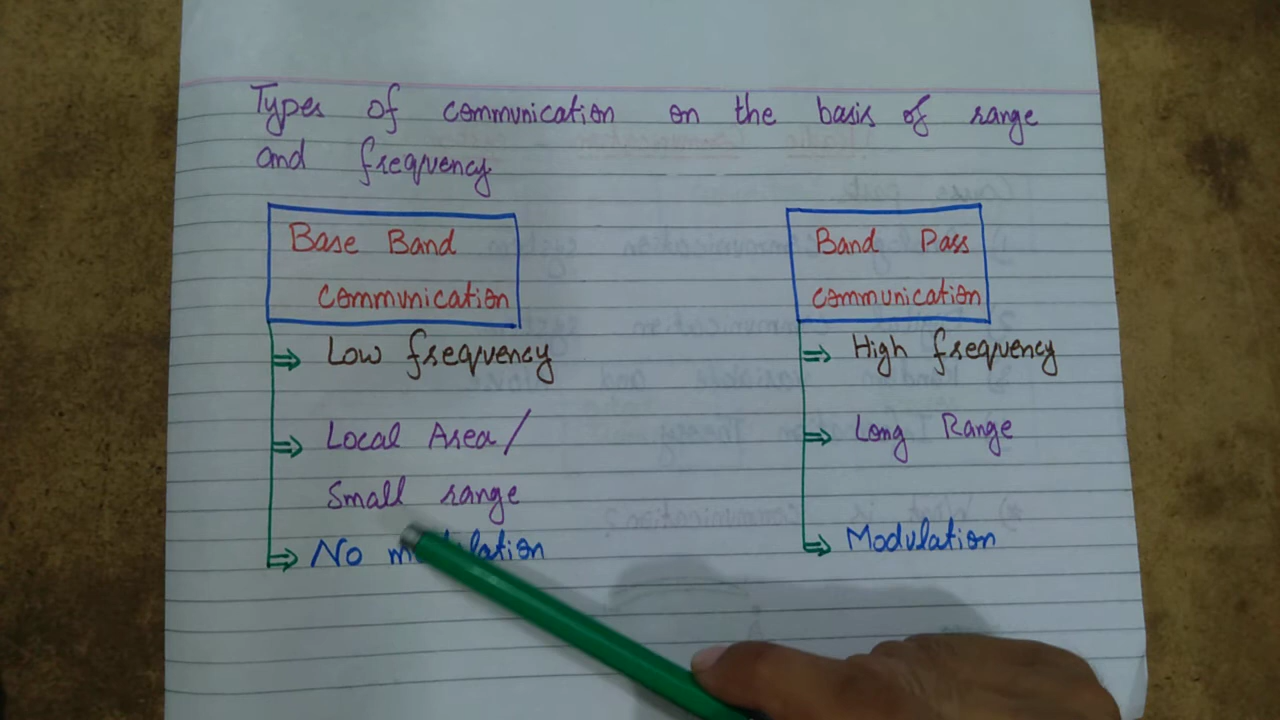 Types of communication on the basis of range
and frequency
Base Band
communication
Low frequency
Local Area/
Small range
No modulation
Band Pass
communication
High frequency
Long Range
Modulation